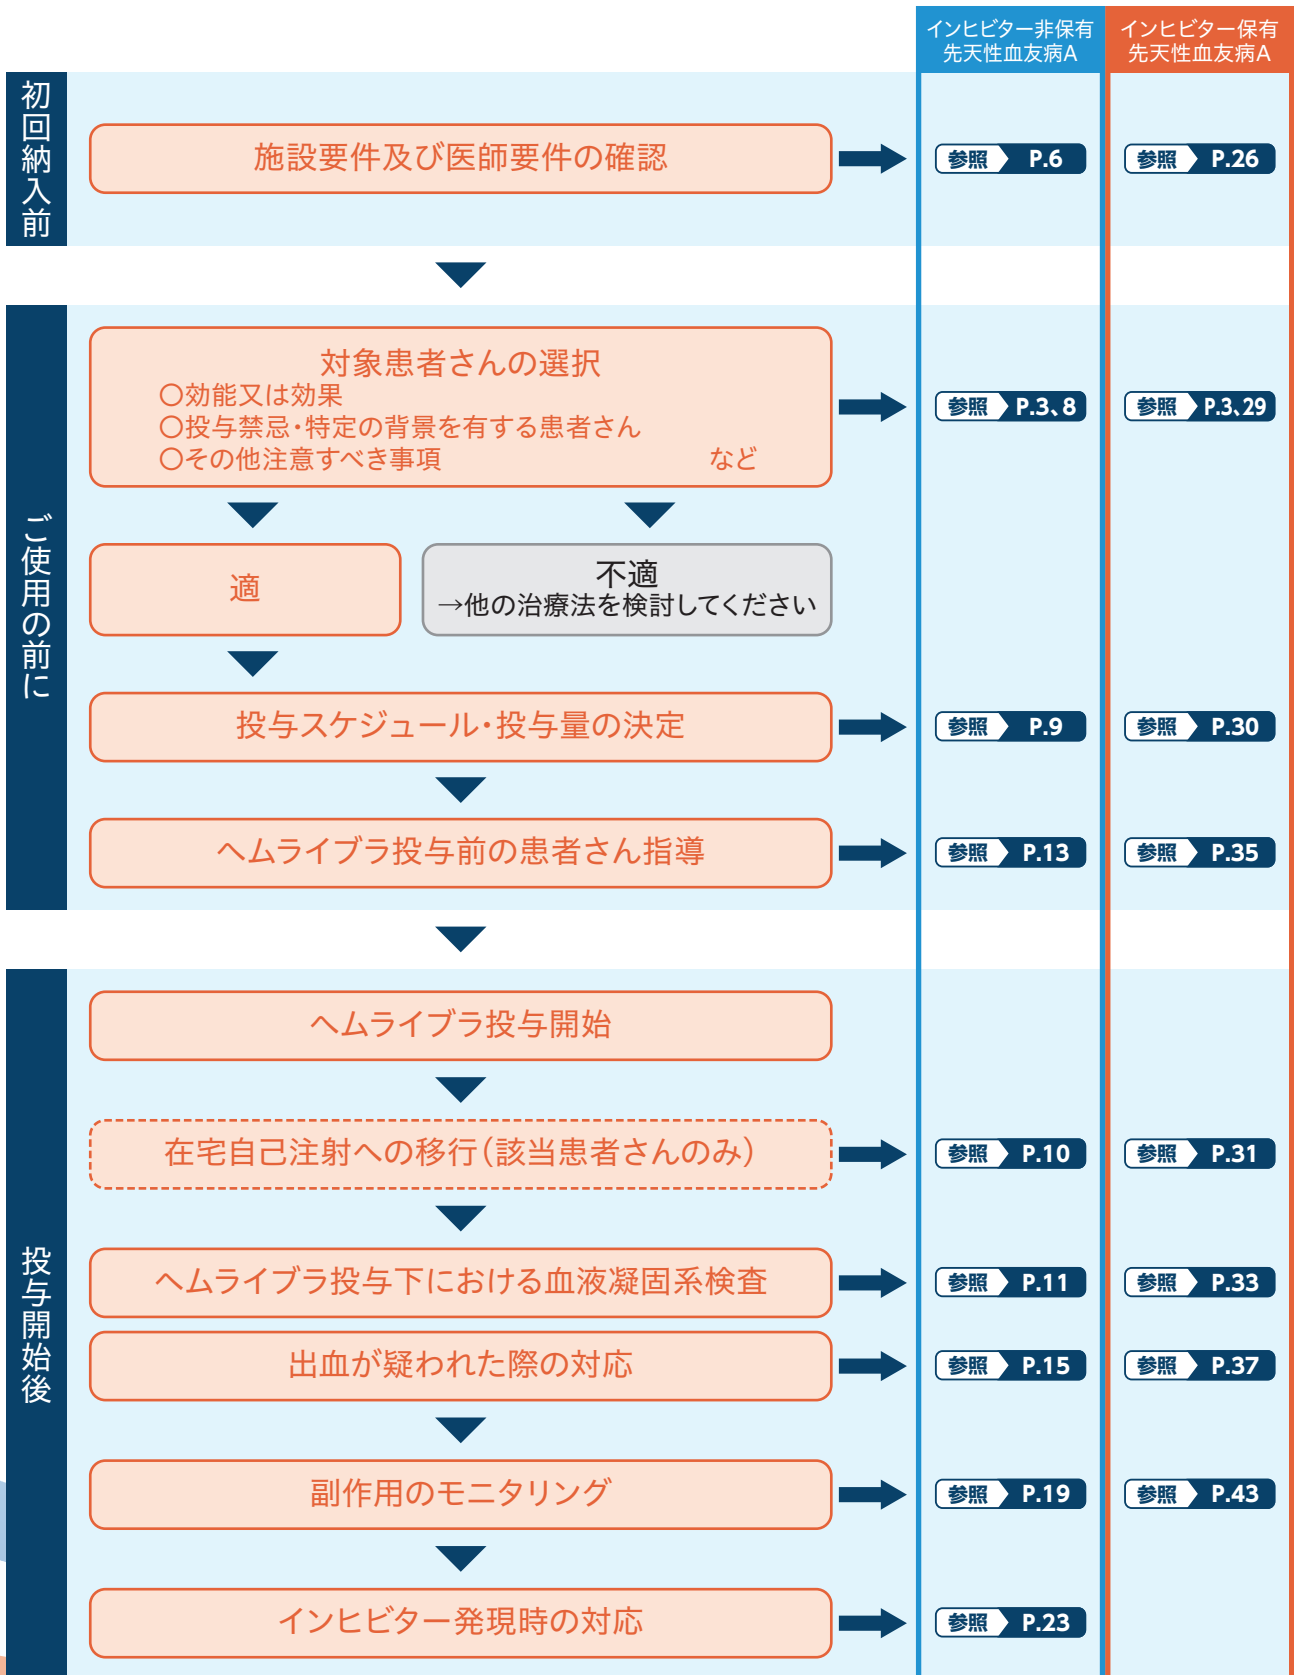 インヒビター非保有
先天性血友病A
インヒビター保有
先天性血友病A
初回納入前
施設要件及び医師要件の確認
参照 P.6
参照 P.26
ご使用の前に
対象患者さんの選択
○効能又は効果
○投与禁忌・特定の背景を有する患者さん
○その他注意すべき事項 など
参照 P.3、8
参照 P.3、29
適
不適
→他の治療法を検討してください
投与スケジュール・投与量の決定
参照 P.9
参照 P.30
ヘムライブラ投与前の患者さん指導
参照 P.13
参照 P.35
投与開始後
ヘムライブラ投与開始
在宅自己注射への移行（該当患者さんのみ）
参照 P.10
参照 P.31
ヘムライブラ投与下における血液凝固系検査
参照 P.11
参照 P.33
出血が疑われた際の対応
参照 P.15
参照 P.37
副作用のモニタリング
参照 P.19
参照 P.43
インヒビター発現時の対応
参照 P.23